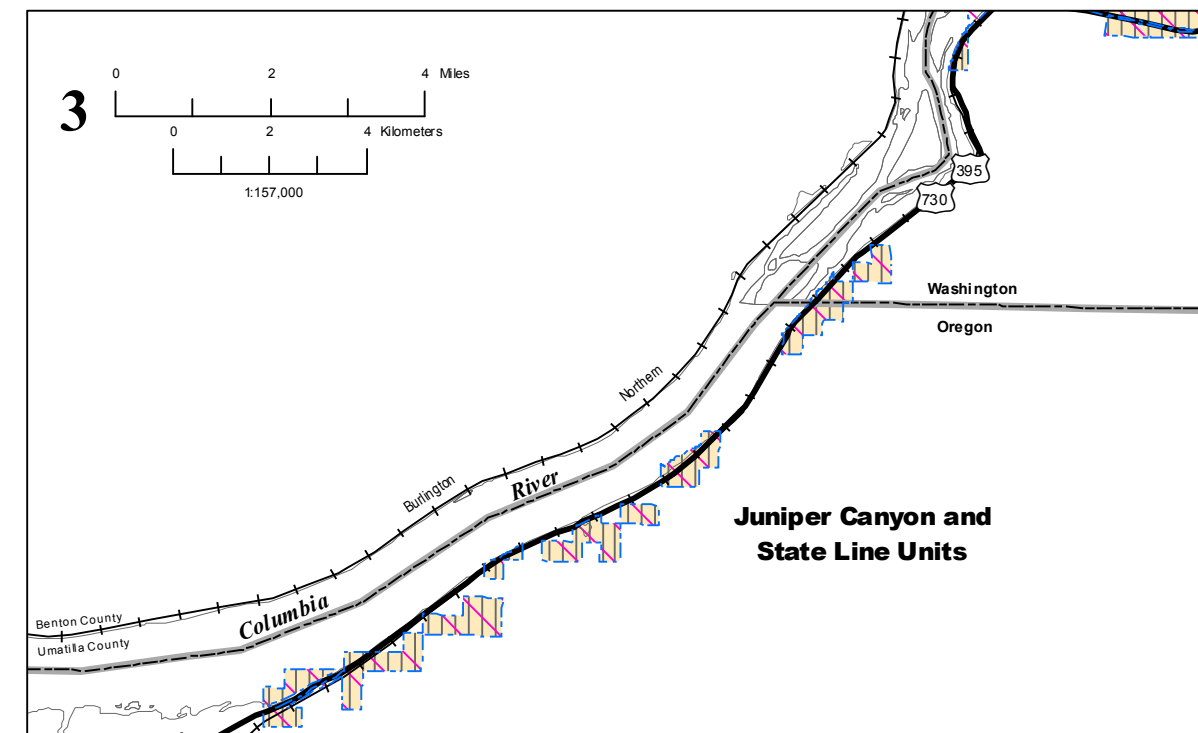 3
0 2 4 Miles
0 2 4 Kilometers
1:157,000
395
730
Washington
Oregon
Northern
Burlington
River
Columbia
Juniper Canyon and
State Line Units
Benton County
Umatilla County